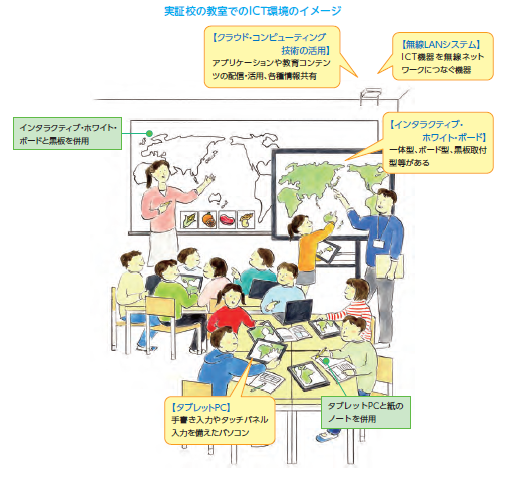 実証校の教室でのICT環境のイメージ
【クラウド・コンピューティング
技術の活用】
アプリケーションや教育コンテン
ツの配信・活用、各種情報共有
【無線LANシステム】
ICT機器を無線ネット
ワークにつなぐ機器
インタラクティブ・ホワイト・
ボードと黒板を併用
【インタラクティブ・
ホワイト・ボード】
一体型、ボード型、黒板取付
型等がある
【タブレットPC】
手書き入力やタッチパネル
入力を備えたパソコン
タブレットPCと紙の
ノートを併用